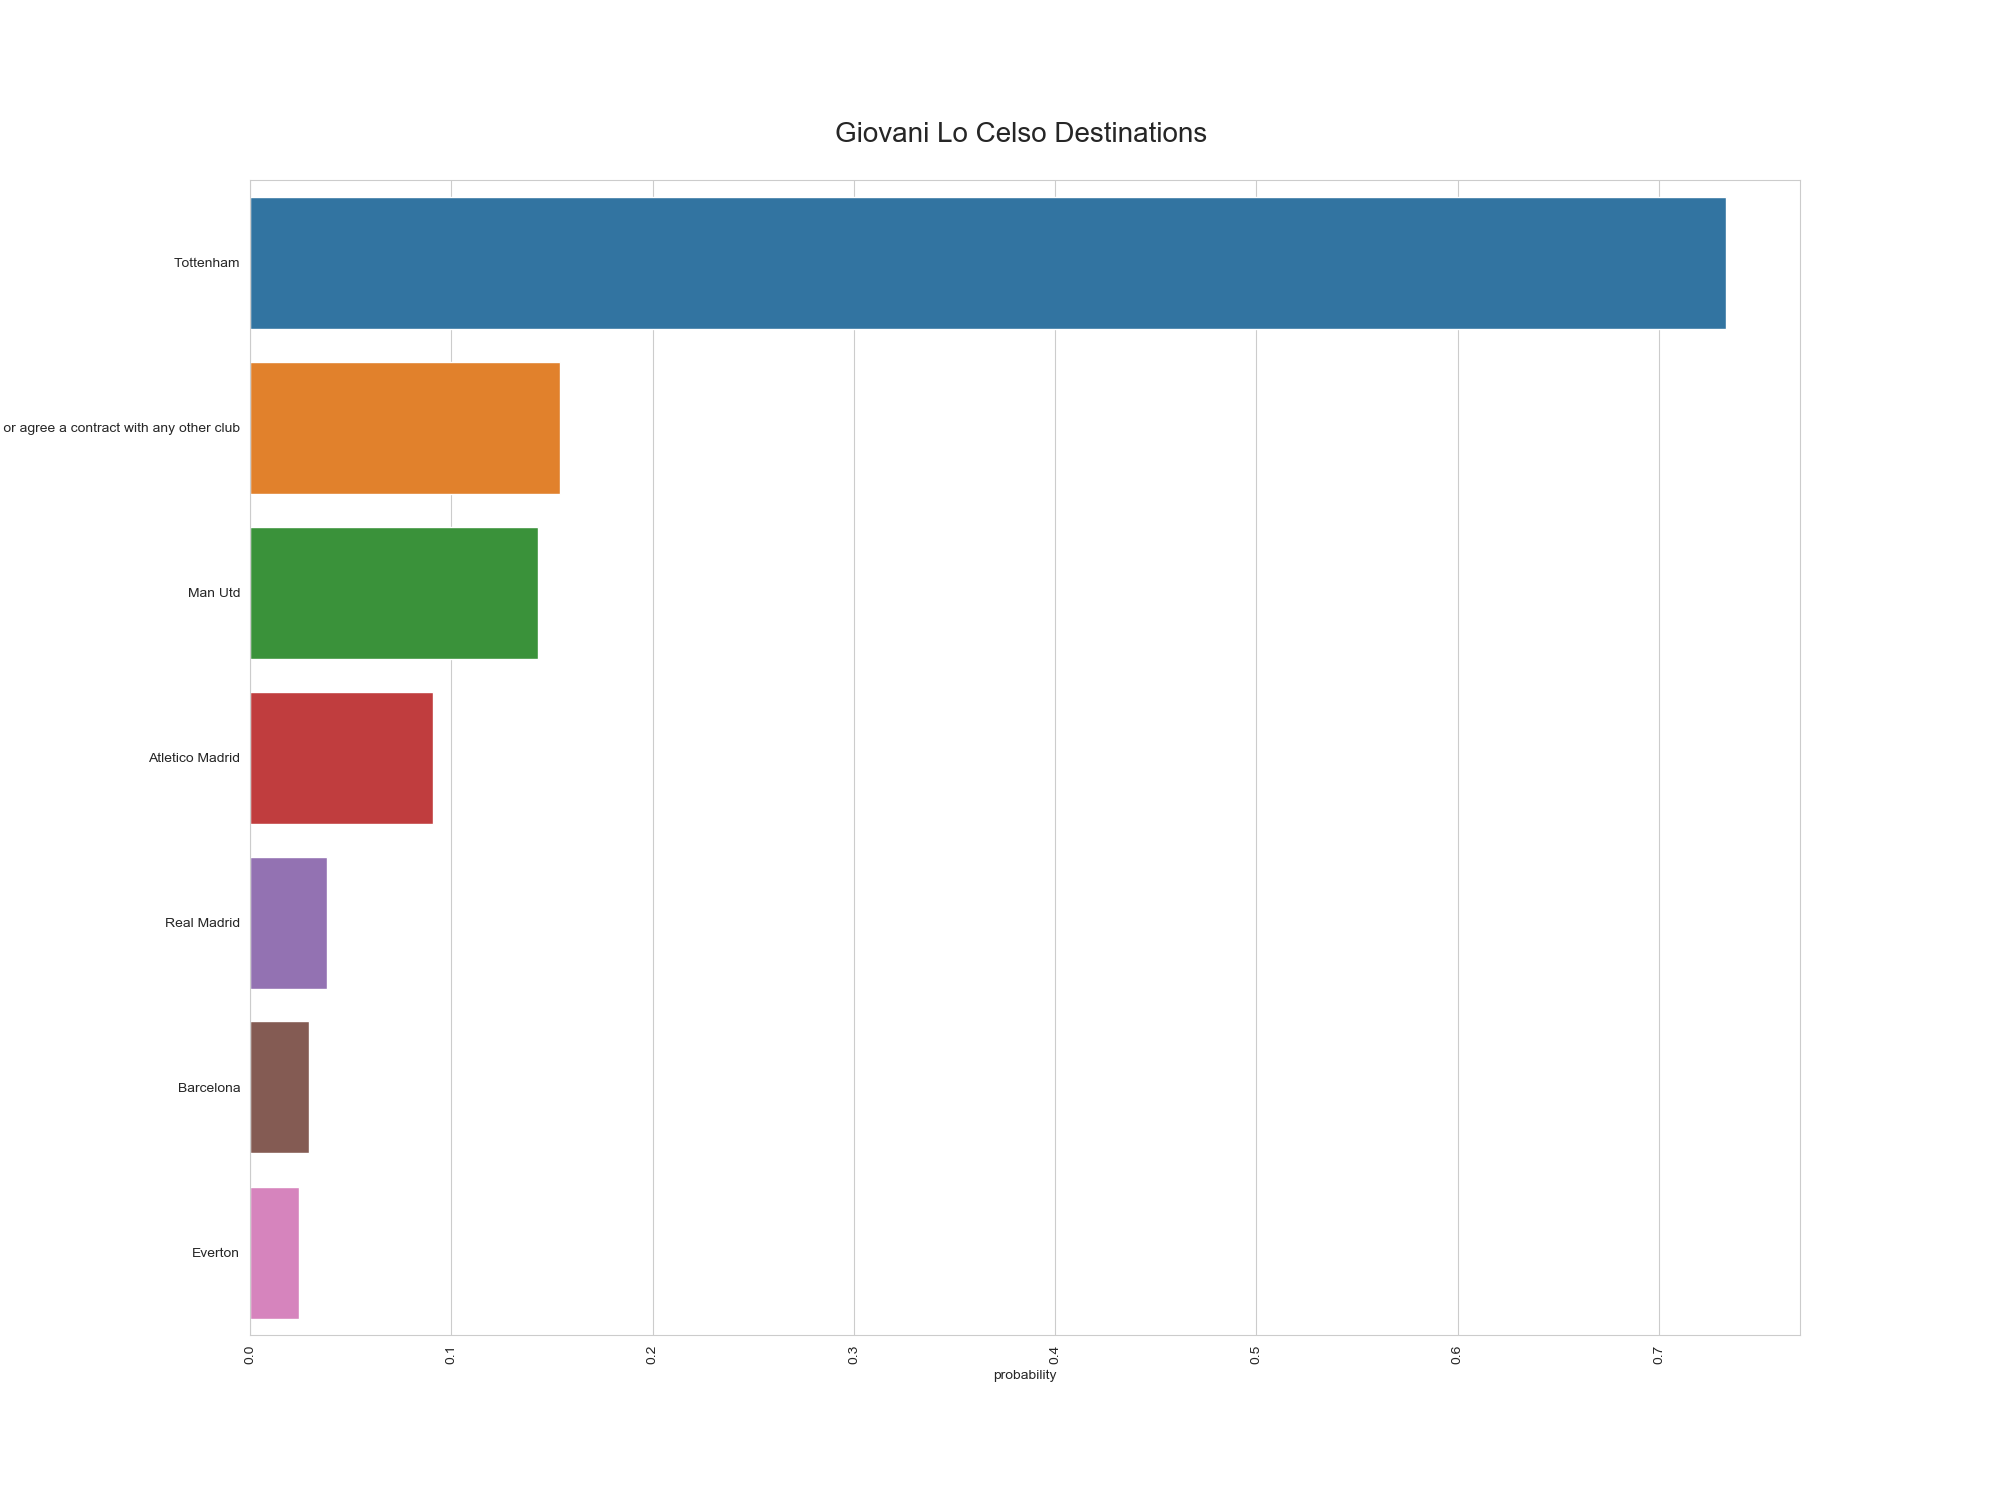 Giovani Lo Celso Destinations
Tottenham
or agree a contract with any other club
Man Utd
Atletico Madrid
Real Madrid
Barcelona
Everton
0.0
0.1
0.2
0.3
0.4
0.5
0.6
0.7
probability